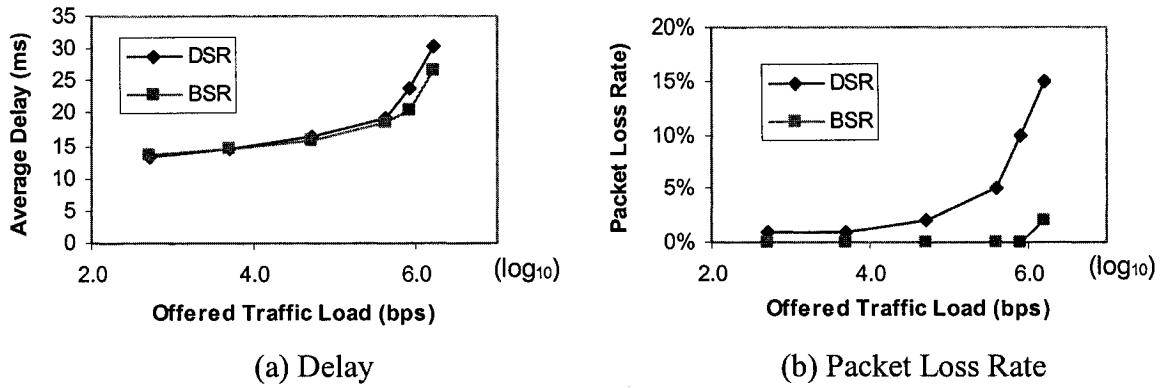 35
30
25
20
15
10
5
0
Average Delay (ms)
DSR
BSR
2.0 4.0 6.0 (log₁₀)
Offered Traffic Load (bps)
(a) Delay
20%
15%
10%
5%
0%
Packet Loss Rate)
DSR
BSR
2.0 4.0 6.0 (log₁₀)
Offered Traffic Load (bps)
(b) Packet Loss Rate